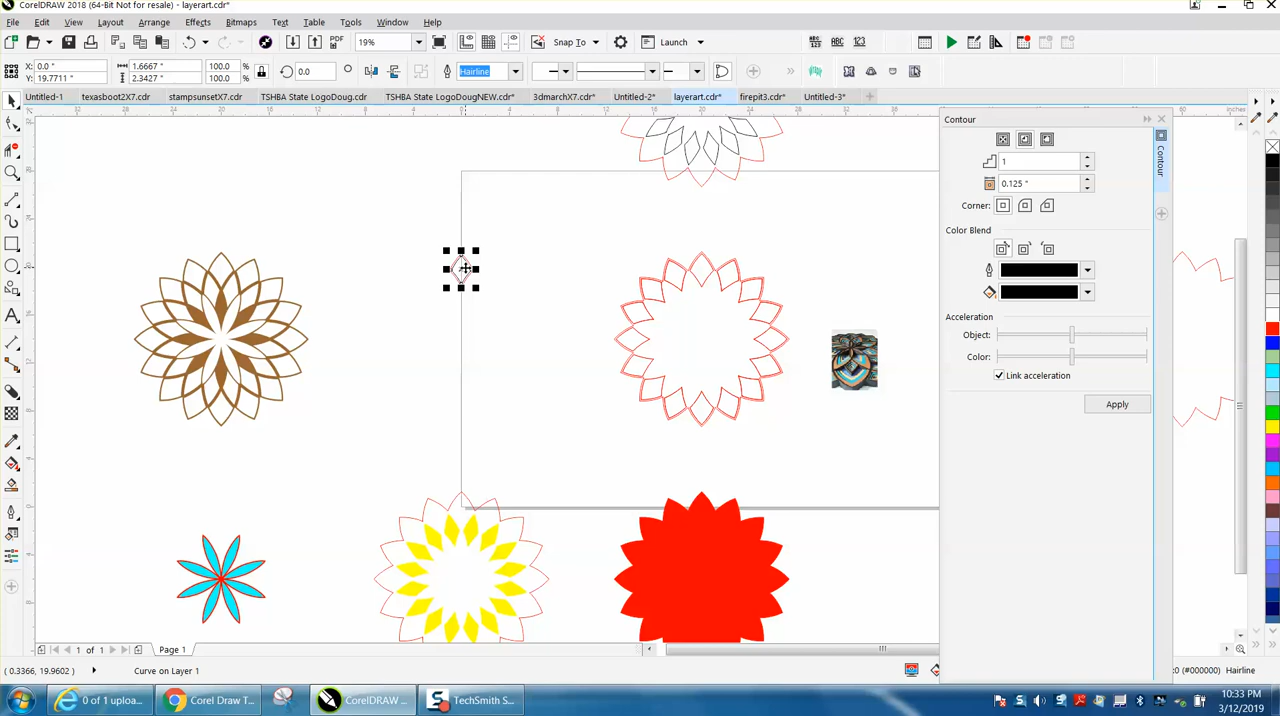 CorelDRAW 2018 (64-Bit Not for resale) - layerart.cdr*
File Edit View Layout Arrange Effects Bitmaps Text Table Tools Window Help
PDF 19% Snap To Launch
X: 0.0 " 1.6667 " 100.0 0.0 Hairline
Y: 19.7711 " 2.3427 " 100.0
Untitled-1 texasboot2X7.cdr stampsunsetX7.cdr TSHBA State LogoDoug.cdr TSHBA State LogoDougNEW.cdr* 3dmarchX7.cdr* Untitled-2* layerart.cdr* firepit3.cdr* Untitled-3*
inches
Contour
1
0.125 "
Corner:
Color Blend
Acceleration
Object:
Color:
Link acceleration
Apply
Contour
1 of 1 Page 1
( 0.3366, 19.9602 ) Curve on Layer 1 0 (#000000) Hairline
0 of 1 uploa... Corel Draw T... CorelDRAW ... TechSmith S...
10:33 PM
3/12/2019